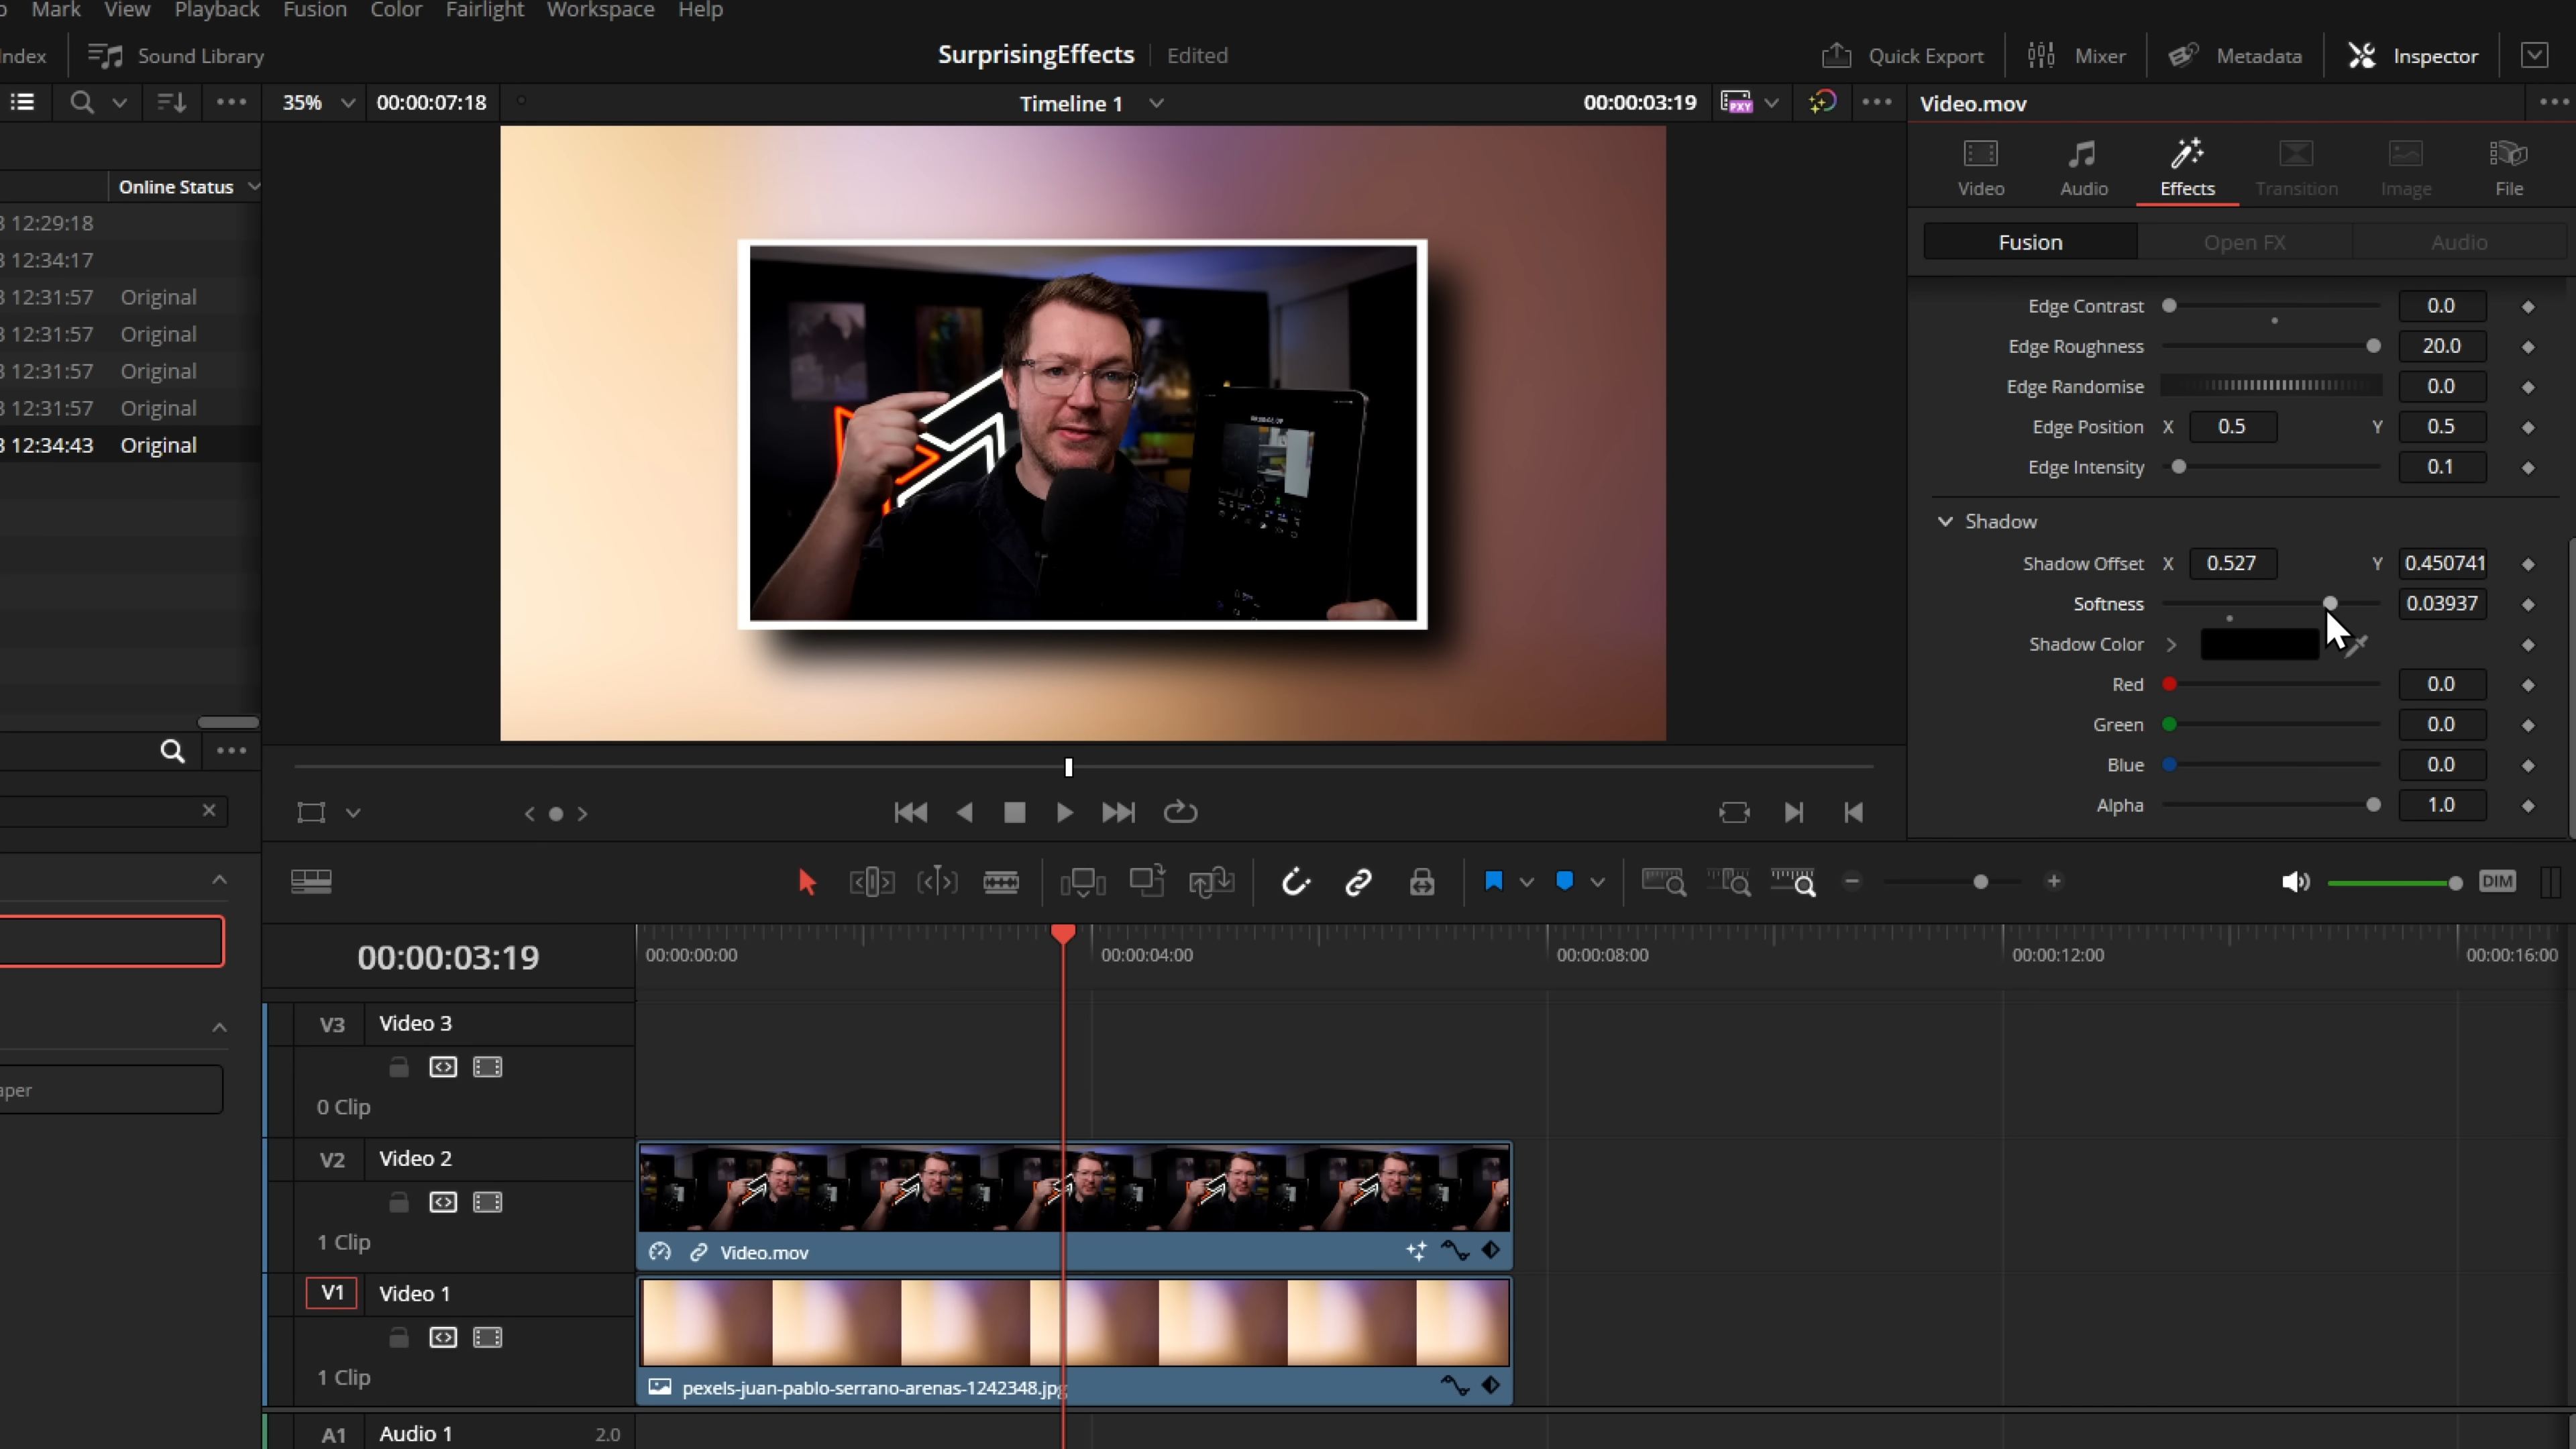 Mark View Playback Fusion Color Fairlight Workspace Help
Index Sound Library SurprisingEffects Edited Quick Export Mixer Metadata Inspector
35% 00:00:07:18 Timeline 1 00:00:03:19 PXY Video.mov
Video Audio Effects Transition Image File
Online Status
Fusion Open FX Audio
12:29:18
12:34:17
12:31:57 Original
12:31:57 Original
12:31:57 Original
12:31:57 Original
12:34:43 Original
Edge Contrast 0.0
Edge Roughness 20.0
Edge Randomise 0.0
Edge Position X 0.5 Y 0.5
Edge Intensity 0.1
Shadow
Shadow Offset X 0.527 Y 0.450741
Softness 0.03937
Shadow Color
Red 0.0
Green 0.0
Blue 0.0
Alpha 1.0
DIM
00:00:03:19 00:00:00:00 00:00:04:00 00:00:08:00 00:00:12:00 00:00:16:00
V3 Video 3
0 Clip
aper
V2 Video 2
1 Clip
Video.mov
V1 Video 1
1 Clip
pexels-juan-pablo-serrano-arenas-1242348.jpg
A1 Audio 1 2.0